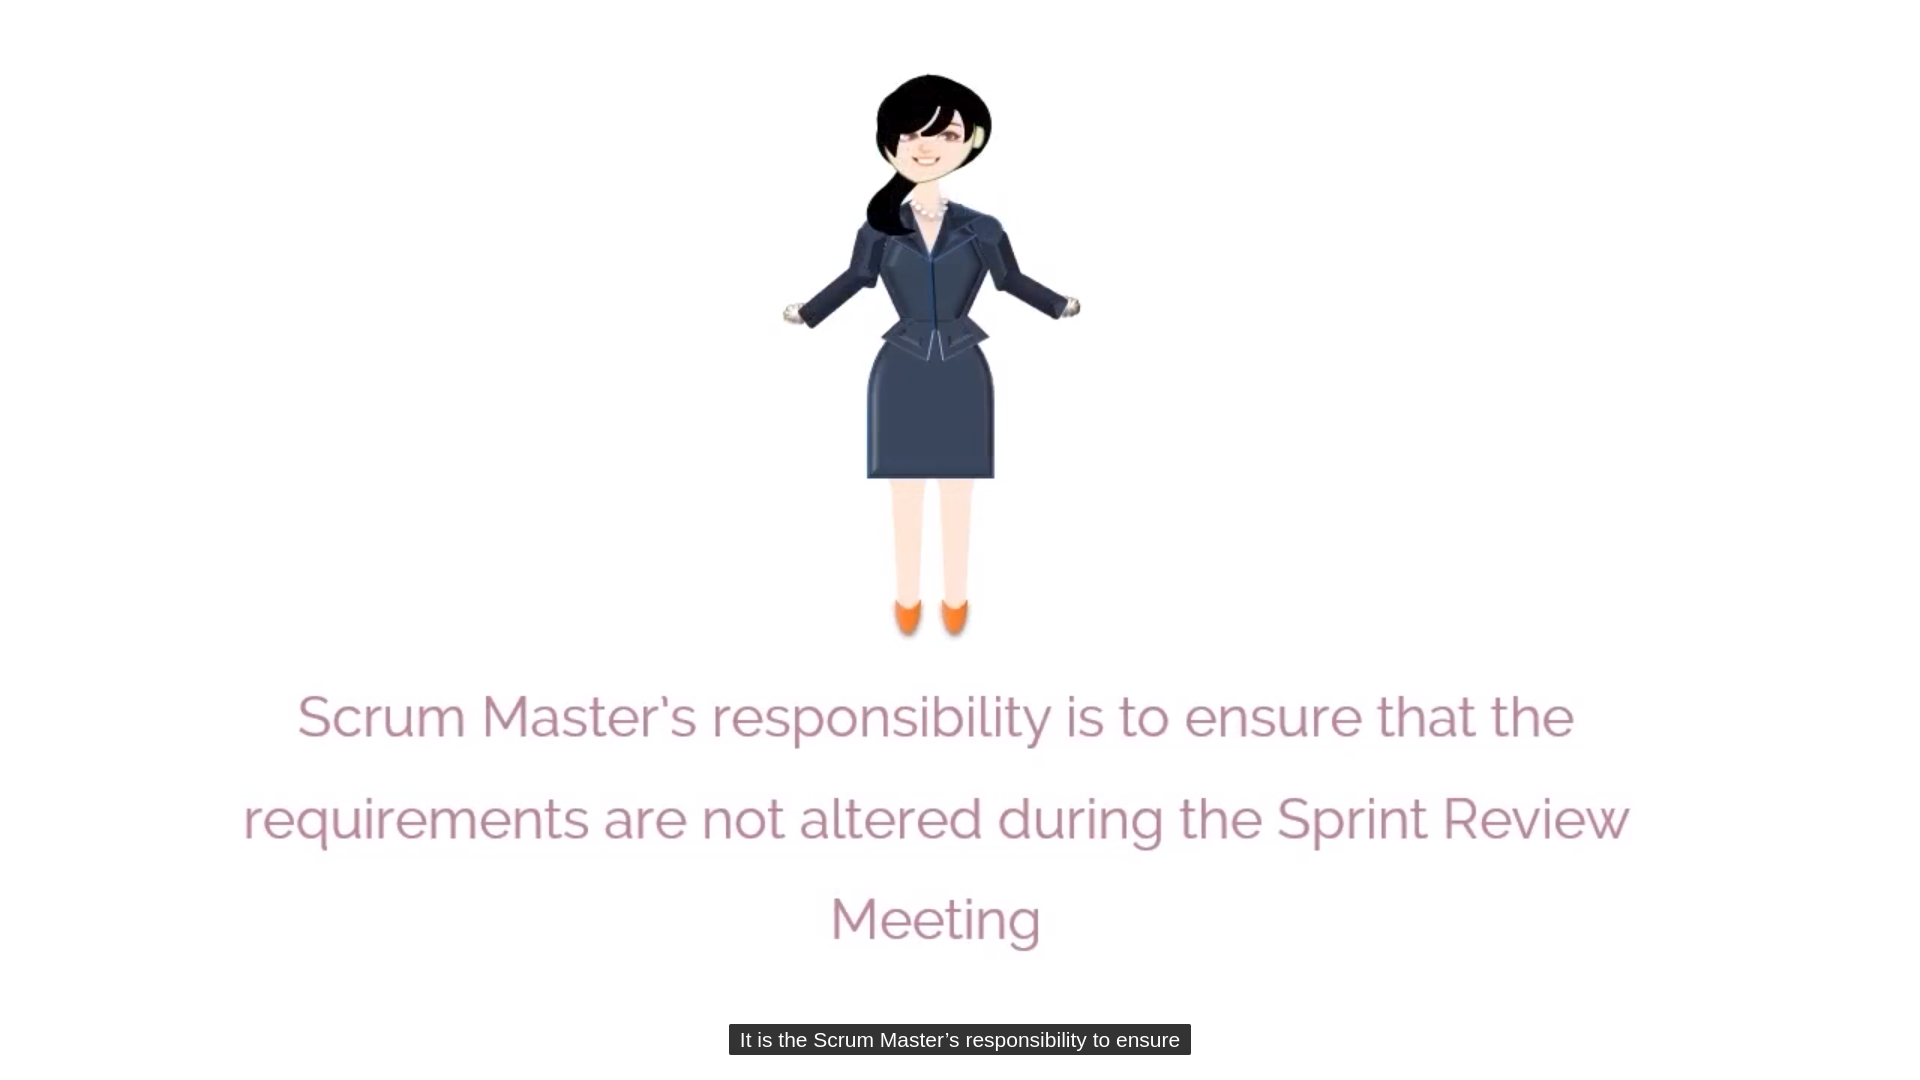 Scrum Master’s responsibility is to ensure that the
requirements are not altered during the Sprint Review
Meeting
It is the Scrum Master’s responsibility to ensure